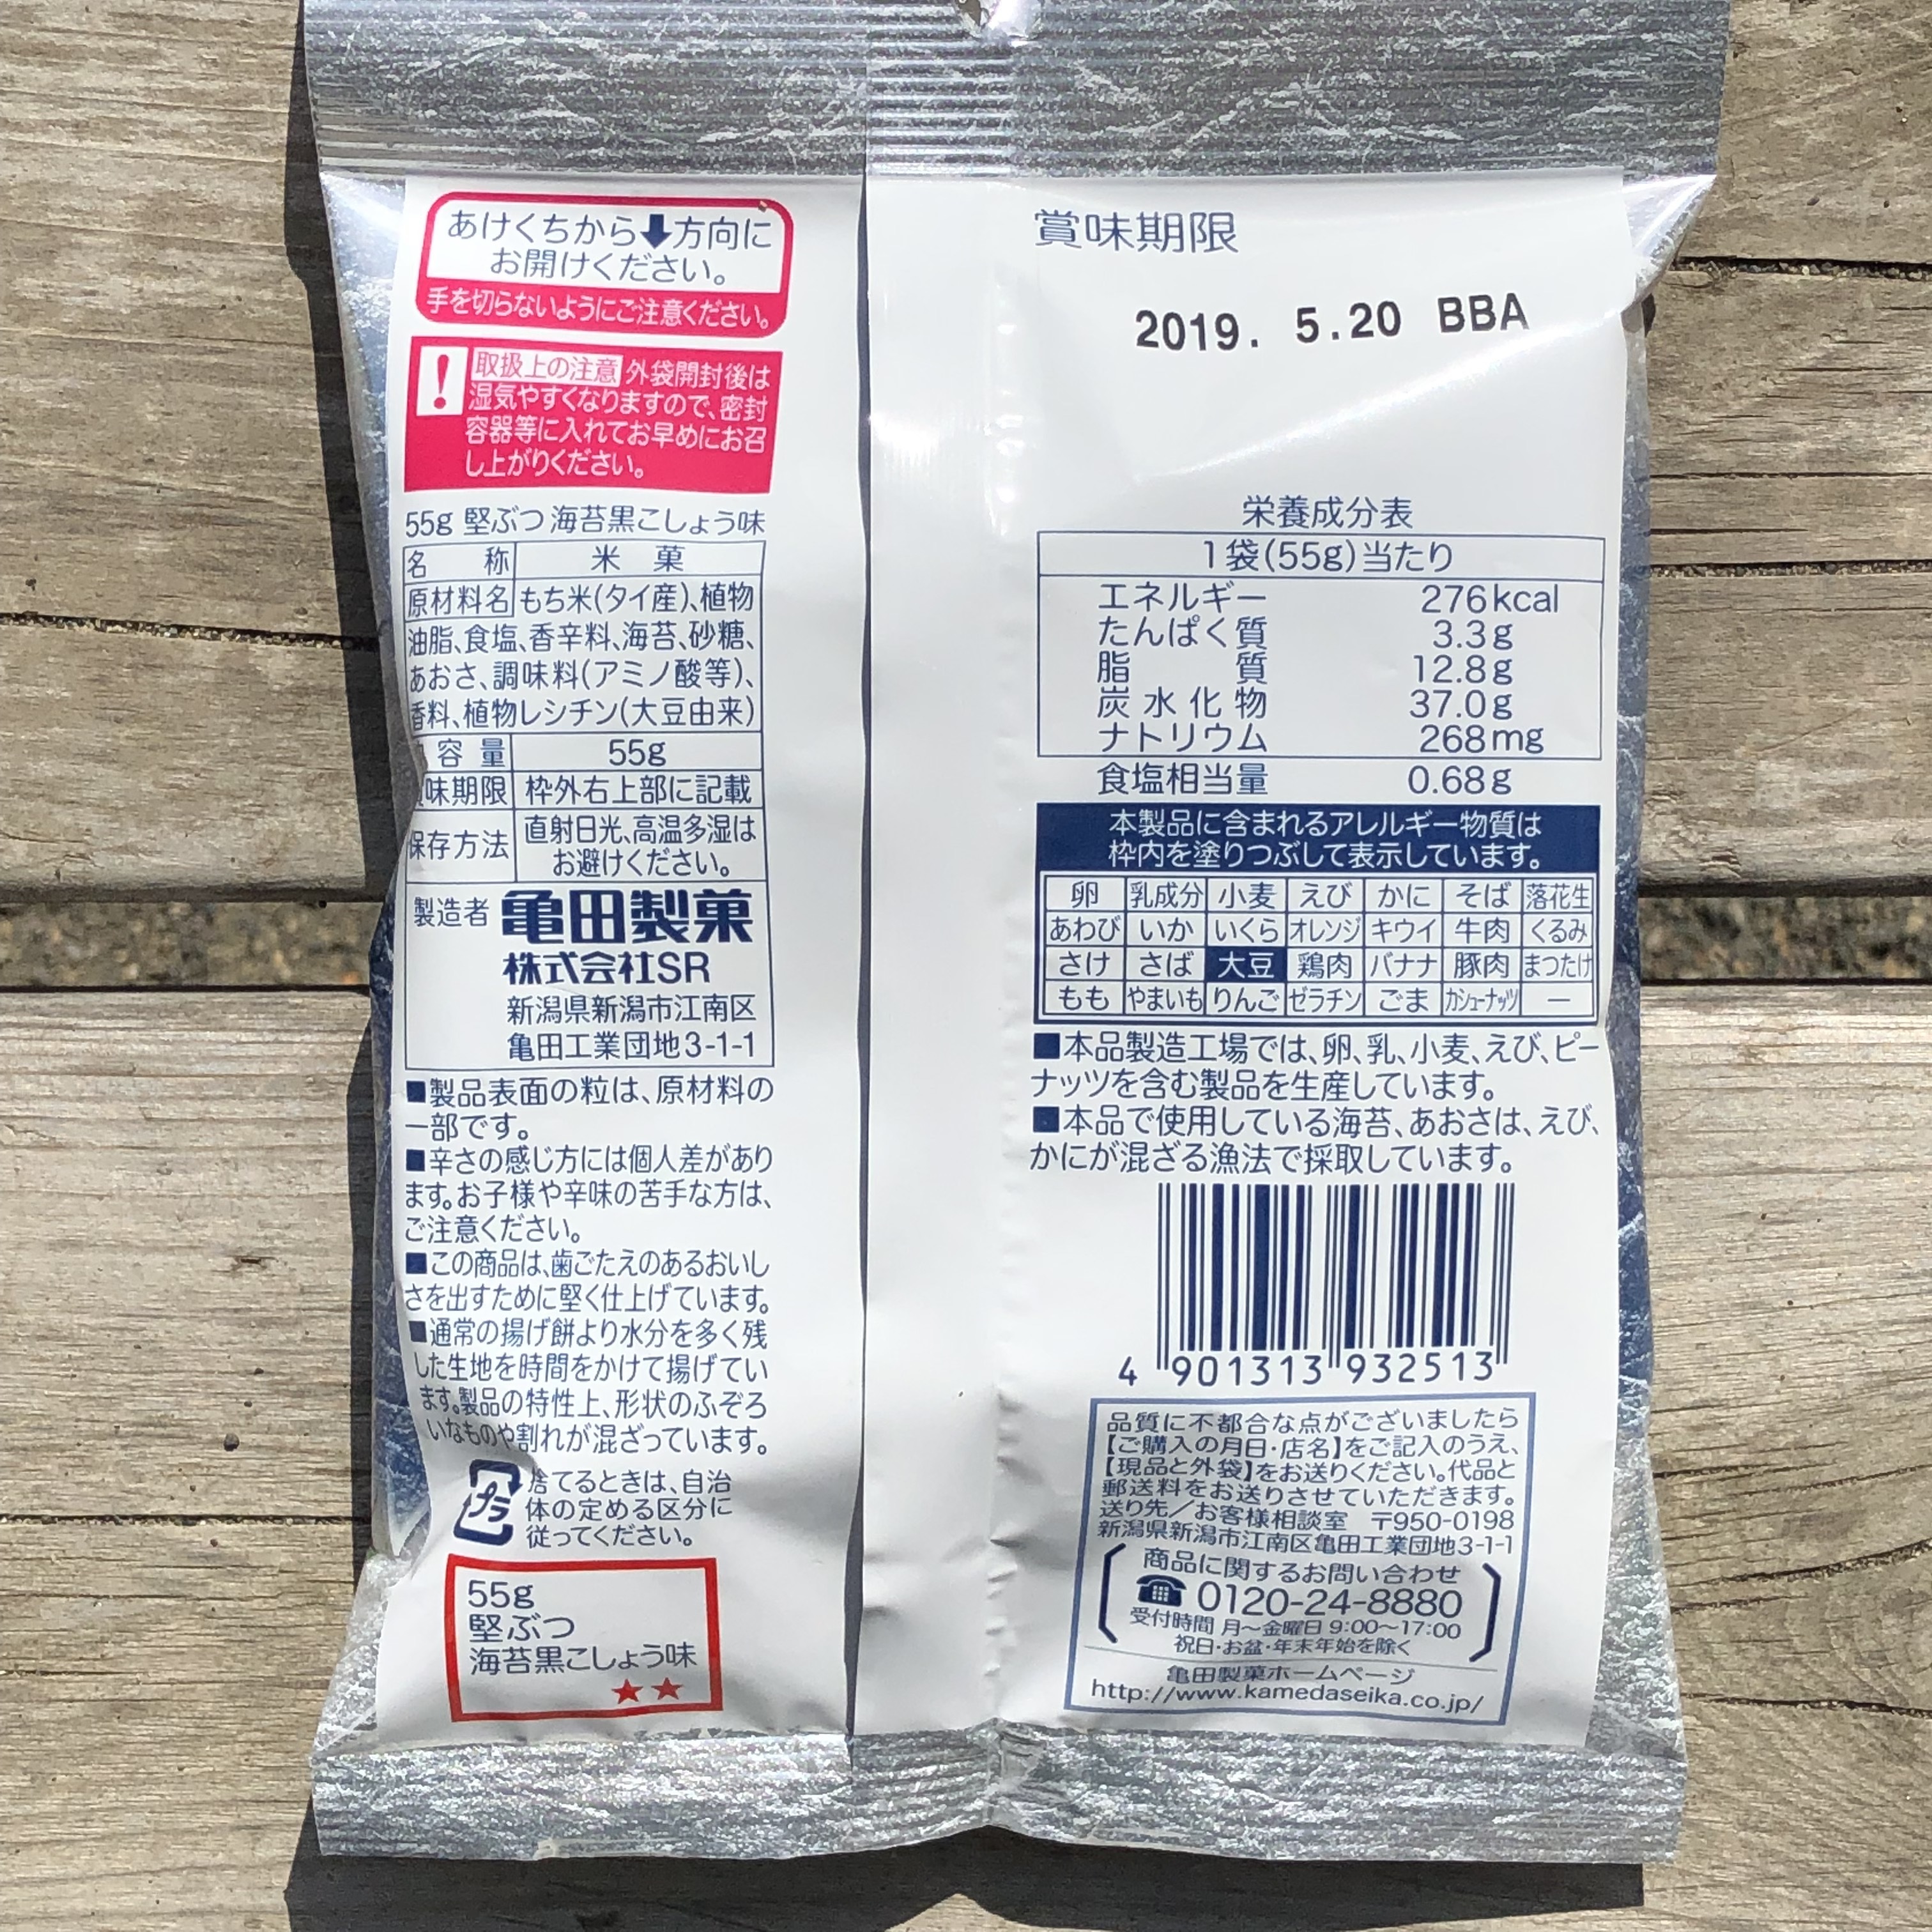 あけくちから⬇方向に
お開けください。
手を切らないようにご注意ください。
! 取扱上の注意 外袋開封後は
湿気やすくなりますので、密封
容器等に入れてお早めにお召
し上がりください。
55g 堅ぶつ 海苔黒こしょう味
名 称 米 菓
原材料名 もち米(タイ産)、植物
油脂、食塩、香辛料、海苔、砂糖、
あおさ、調味料(アミノ酸等)、
香料、植物レシチン(大豆由来)
容量 55g
味期限 枠外右上部に記載
保存方法 直射日光、高温多湿は
お避けください。
製造者 亀田製菓
株式会社SR
新潟県新潟市江南区
亀田工業団地3-1-1
■製品表面の粒は、原材料の
一部です。
■辛さの感じ方には個人差があり
ます。お子様や辛味の苦手な方は、
ご注意ください。
■この商品は、歯ごたえのあるおいし
さを出すために堅く仕上げています。
■通常の揚げ餅より水分を多く残
した生地を時間をかけて揚げてい
ます。製品の特性上、形状のふぞろ
いなものや割れが混ざっています。
プラ
捨てるときは、自治
体の定める区分に
従ってください。
55g
堅ぶつ
海苔黒こしょう味
★★
賞味期限
2019. 5.20 BBA
栄養成分表
1袋(55g)当たり
エネルギー 276kcal
たんぱく質 3.3g
脂 質 12.8g
炭水化物 37.0g
ナトリウム 268mg
食塩相当量 0.68g
本製品に含まれるアレルギー物質は
枠内を塗りつぶして表示しています。
卵 乳成分 小麦 えび かに そば 落花生
あわび いか いくら オレンジ キウイ 牛肉 くるみ
さけ さば 大豆 鶏肉 バナナ 豚肉 まつたけ
もも やまいも りんご ゼラチン ごま カシューナッツ ―
■本品製造工場では、卵、乳、小麦、えび、ピー
ナッツを含む製品を生産しています。
■本品で使用している海苔、あおさは、えび、
かにが混ざる漁法で採取しています。
4 901313 932513
品質に不都合な点がございましたら
【ご購入の月日・店名】をご記入のうえ、
【現品と外袋】をお送りください。代品と
郵送料をお送りさせていただきます。
送り先／お客様相談室 〒950-0198
新潟県新潟市江南区亀田工業団地3-1-1
商品に関するお問い合わせ
☎0120-24-8880
受付時間 月～金曜日 9:00～17:00
祝日・お盆・年末年始を除く
亀田製菓ホームページ
http://www.kamedaseika.co.jp/